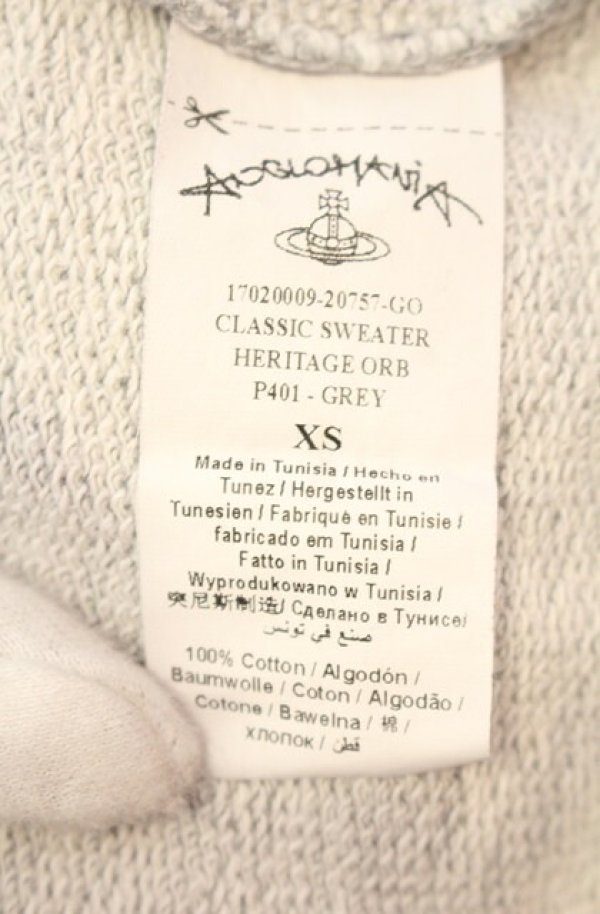 ANGLOMANIA
17020009-20757-GO
CLASSIC SWEATER
HERITAGE ORB
P401 - GREY
XS
Made in Tunisia / Hecho en
Tunez / Hergestellt in
Tunesien / Fabriqué en Tunisie /
fabricado em Tunisia /
Fatto in Tunisia /
Wyprodukowano w Tunisia /
突尼斯制造/ Сделано в Тунисе/
صنع في تونس
100% Cotton / Algodón /
Baumwolle / Coton / Algodão /
Cotone / Bawelna / 棉 /
хлопок / قطن